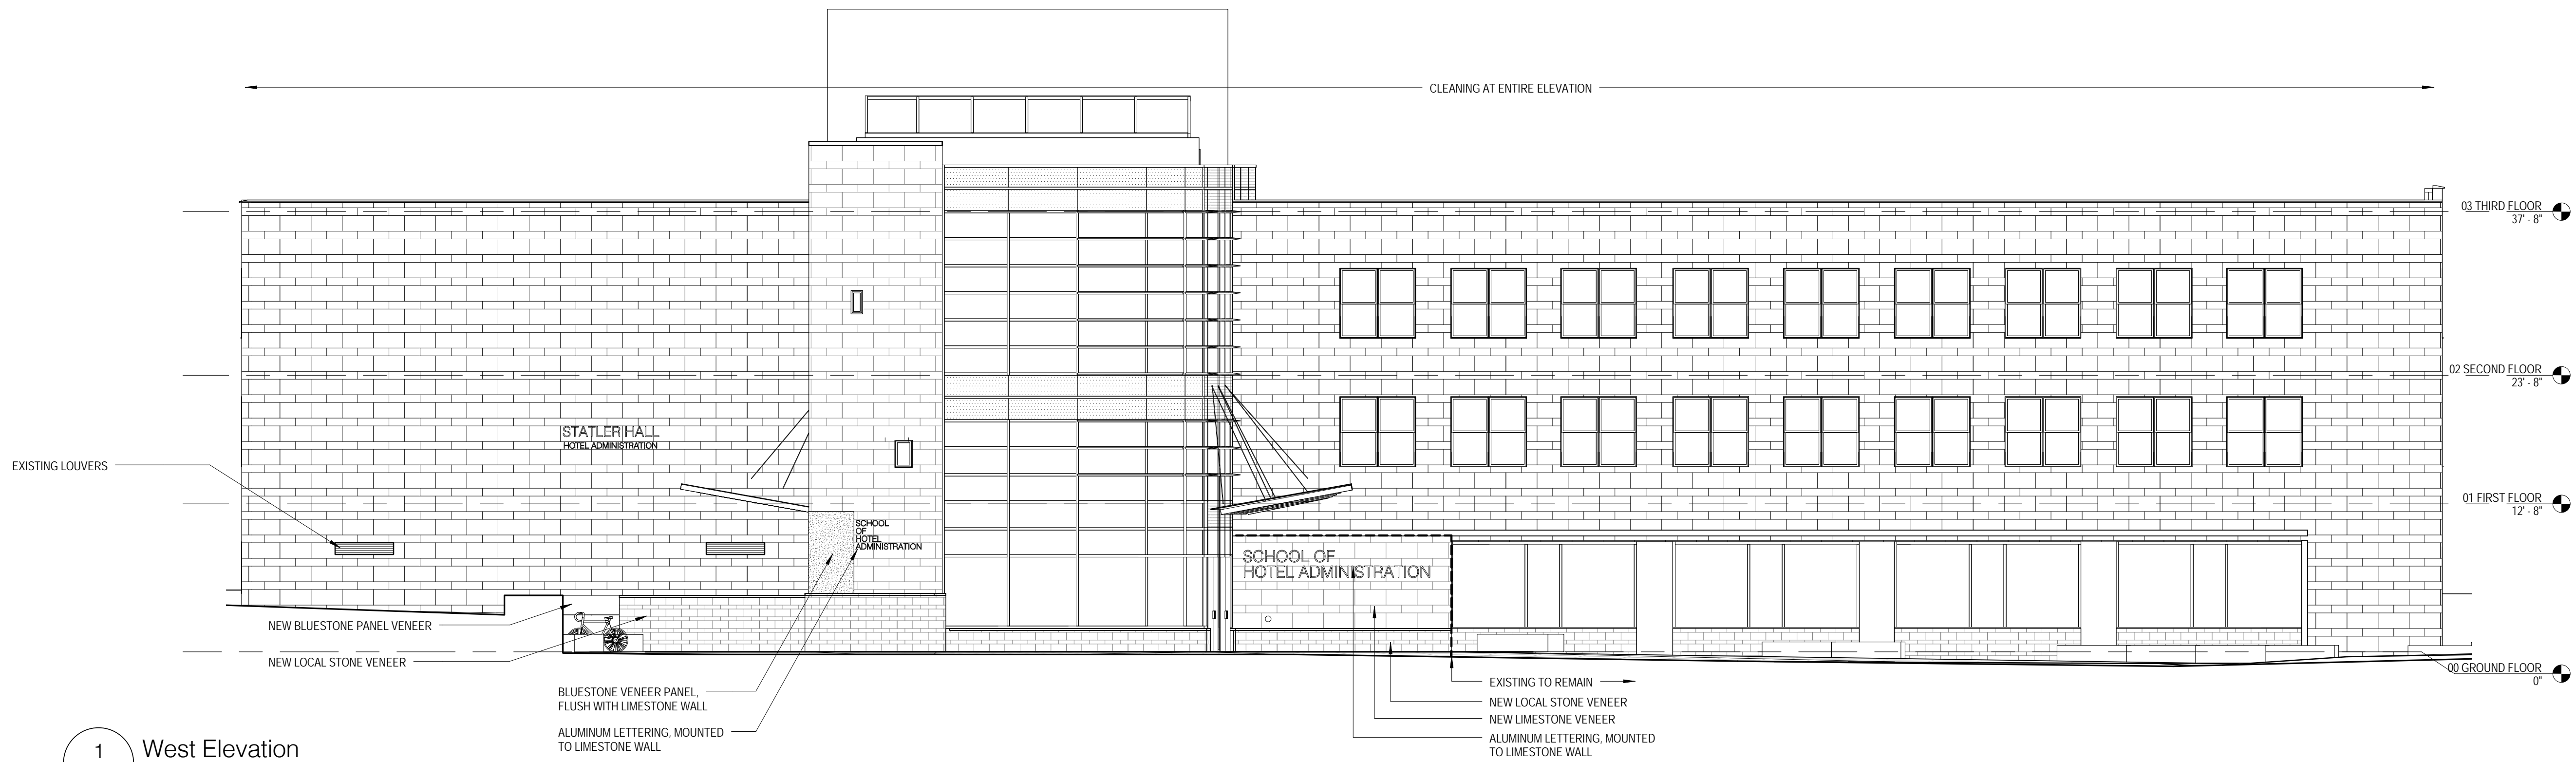 CLEANING AT ENTIRE ELEVATION
03 THIRD FLOOR
37' - 8"
02 SECOND FLOOR
23' - 8"
STATLER HALL
HOTEL ADMINISTRATION
EXISTING LOUVERS
01 FIRST FLOOR
12' - 8"
SCHOOL
OF
HOTEL
ADMINISTRATION
SCHOOL OF
HOTEL ADMINISTRATION
NEW BLUESTONE PANEL VENEER
NEW LOCAL STONE VENEER
00 GROUND FLOOR
0"
BLUESTONE VENEER PANEL,
FLUSH WITH LIMESTONE WALL
ALUMINUM LETTERING, MOUNTED
TO LIMESTONE WALL
EXISTING TO REMAIN
NEW LOCAL STONE VENEER
NEW LIMESTONE VENEER
ALUMINUM LETTERING, MOUNTED
TO LIMESTONE WALL
1 West Elevation